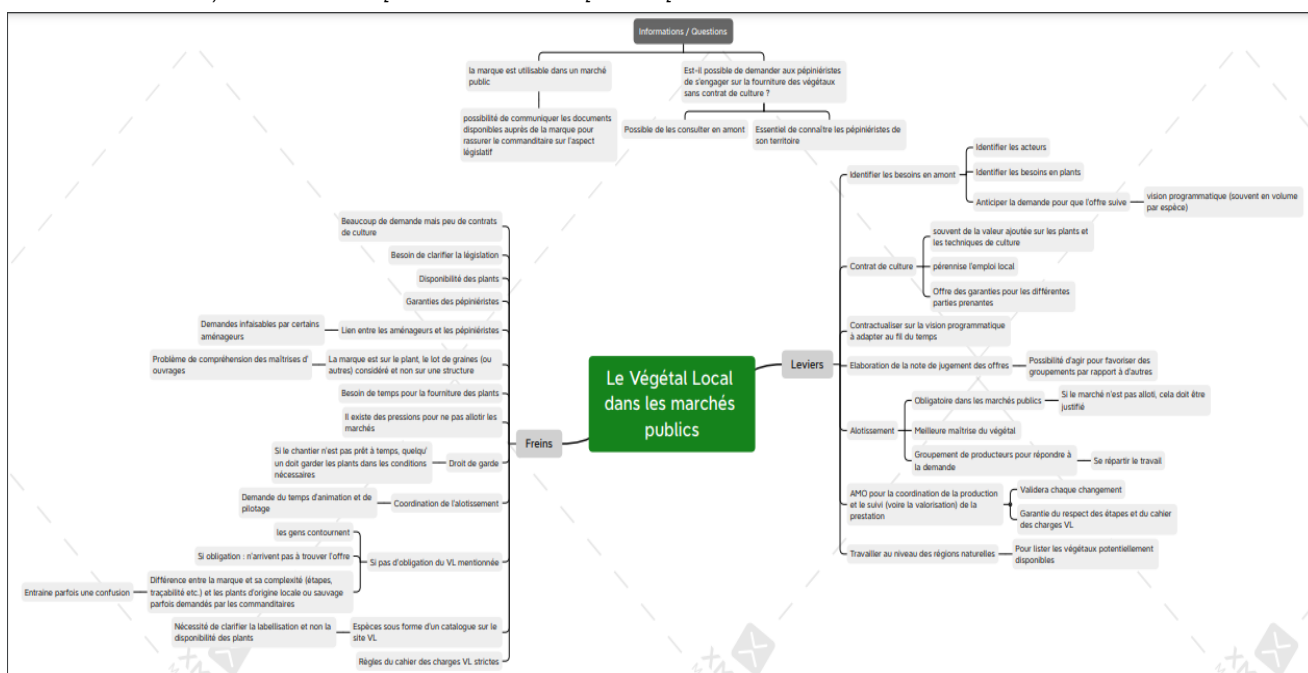 Informations / Questions
la marque est utilisable dans un marché
public
Est-il possible de demander aux pépiniéristes
de s'engager sur la fourniture des végétaux
sans contrat de culture ?
possibilité de communiquer les documents
disponibles auprès de la marque pour
rassurer le commanditaire sur l'aspect
législatif
Possible de les consulter en amont
Essentiel de connaître les pépiniéristes de
son territoire
Le Végétal Local
dans les marchés
publics
Freins
Beaucoup de demande mais peu de contrats
de culture
Besoin de clarifier la législation
Disponibilité des plants
Garanties des pépiniéristes
Lien entre les aménageurs et les pépiniéristes
Demandes infaisables par certains
aménageurs
La marque est sur le plant, le lot de graines (ou
autres) considéré et non sur une structure
Problème de compréhension des maîtrises d'
ouvrages
Besoin de temps pour la fourniture des plants
Il existe des pressions pour ne pas allotir les
marchés
Droit de garde
Si le chantier n'est pas prêt à temps, quelqu'
un doit garder les plants dans les conditions
nécessaires
Coordination de l'alotissement
Demande du temps d'animation et de
pilotage
Si pas d'obligation du VL mentionnée
les gens contournent
Si obligation : n'arrivent pas à trouver l'offre
Différence entre la marque et sa complexité (étapes,
traçabilité etc.) et les plants d'origine locale ou sauvage
parfois demandés par les commanditaires
Entraine parfois une confusion
Espèces sous forme d'un catalogue sur le
site VL
Nécessité de clarifier la labellisation et non la
disponibilité des plants
Règles du cahier des charges VL strictes
Leviers
Identifier les besoins en amont
Identifier les acteurs
Identifier les besoins en plants
Anticiper la demande pour que l'offre suive
vision programmatique (souvent en volume
par espèce)
Contrat de culture
souvent de la valeur ajoutée sur les plants et
les techniques de culture
pérennise l'emploi local
Offre des garanties pour les différentes
parties prenantes
Contractualiser sur la vision programmatique
à adapter au fil du temps
Elaboration de la note de jugement des offres
Possibilité d'agir pour favoriser des
groupements par rapport à d'autres
Alotissement
Obligatoire dans les marchés publics
Si le marché n'est pas alloti, cela doit être
justifié
Meilleure maîtrise du végétal
Groupement de producteurs pour répondre à
la demande
Se répartir le travail
AMO pour la coordination de la production
et le suivi (voire la valorisation) de la
prestation
Validera chaque changement
Garantie du respect des étapes et du cahier
des charges VL
Travailler au niveau des régions naturelles
Pour lister les végétaux potentiellement
disponibles